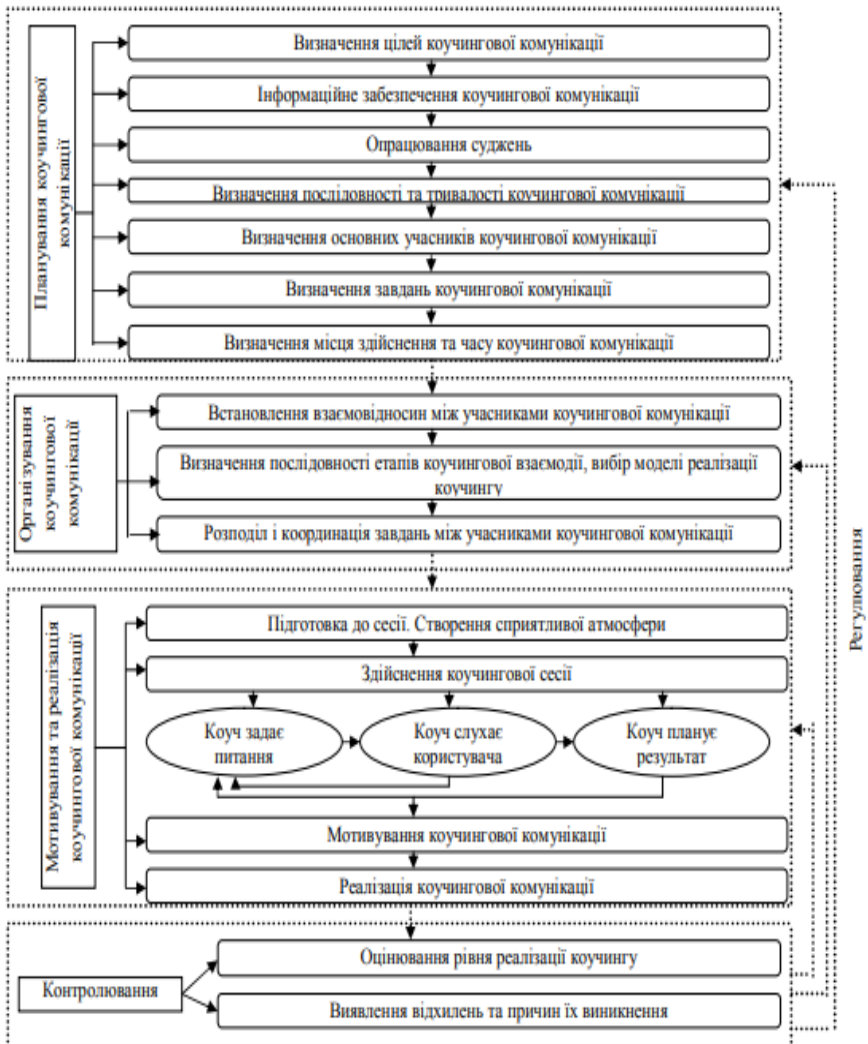 Планування коучингової
комунікації
Визначення цілей коучингової комунікації
Інформаційне забезпечення коучингової комунікації
Опрацювання суджень
Визначення послідовності та тривалості коучингової комунікації
Визначення основних учасників коучингової комунікації
Визначення завдань коучингової комунікації
Визначення місця здійснення та часу коучингової комунікації
Організування
коучингової
комунікації
Встановлення взаємовідносин між учасниками коучингової комунікації
Визначення послідовності етапів коучингової взаємодії, вибір моделі реалізації
коучингу
Розподіл і координація завдань між учасниками коучингової комунікації
Мотивування та реалізація
коучингової комунікації
Підготовка до сесії. Створення сприятливої атмосфери
Здійснення коучингової сесії
Коуч задає
питання
Коуч слухає
користувача
Коуч планує
результат
Мотивування коучингової комунікації
Реалізація коучингової комунікації
Контролювання
Оцінювання рівня реалізації коучингу
Виявлення відхилень та причин їх виникнення
Регулювання